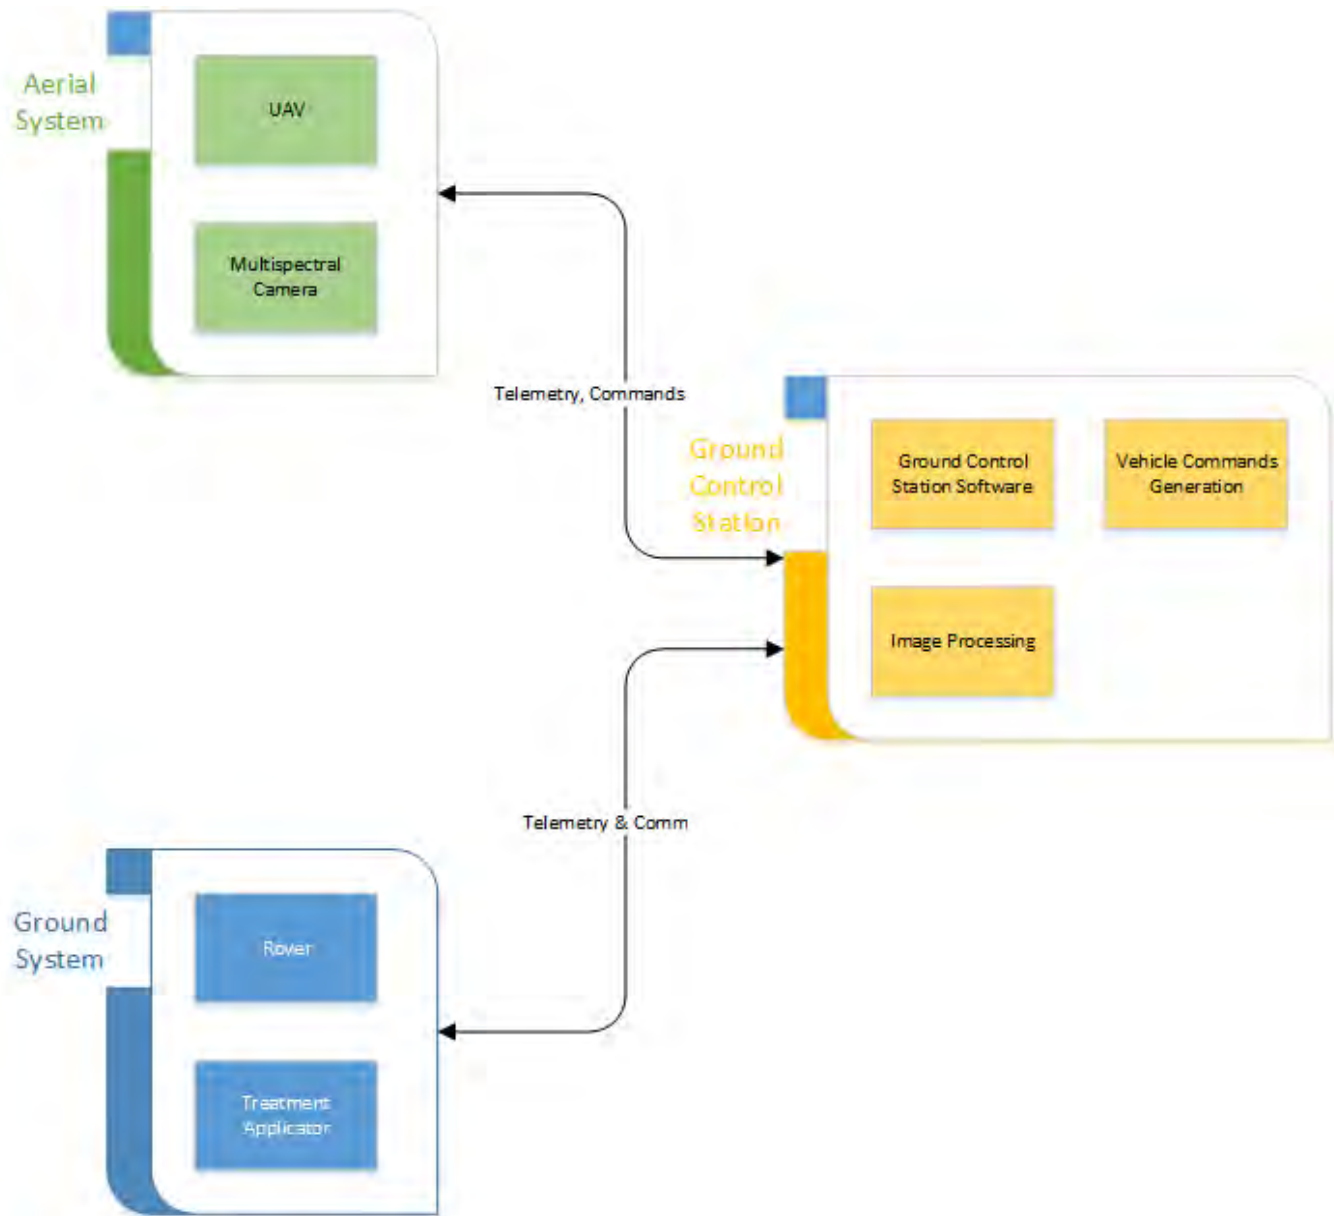 Aerial
System
UAV
Multispectral
Camera
Telemetry, Commands
Ground
Control
Station
Ground Control
Station Software
Vehicle Commands
Generation
Image Processing
Telemetry & Comm
Ground
System
Rover
Treatment
Applicator